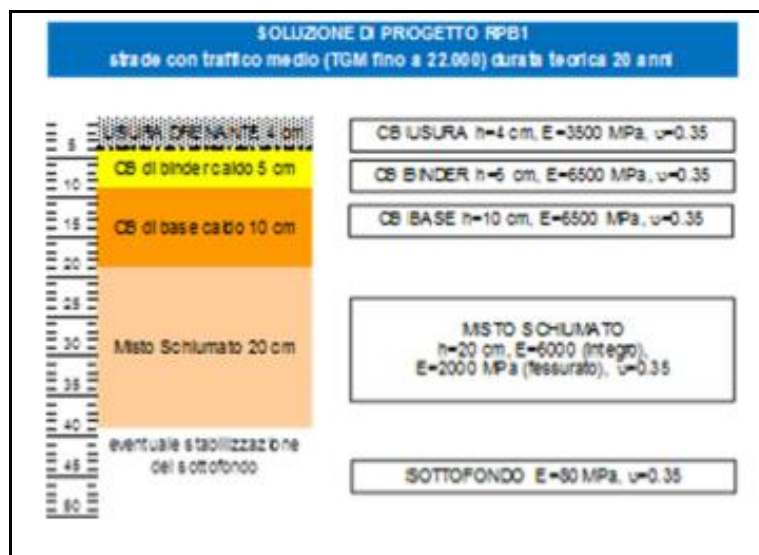 SOLUZIONE DI PROGETTO RPB1
strade con traffico medio (TGM fino a 22.000) durata teorica 20 anni
USURA DRENANTE 4 cm
CB di binder caldo 5 cm
CB di base caldo 10 cm
Misto Schiumato 20 cm
eventuale stabilizzazione
del sottofondo
5
10
15
20
25
30
35
40
45
50
CB USURA h=4 cm, E=3500 MPa, υ=0.35
CB BINDER h=6 cm, E=6500 MPa, υ=0.35
CB BASE h=10 cm, E=6500 MPa, υ=0.35
MISTO SCHIUMATO
h=20 cm, E=6000 (integro),
E=2000 MPa (fessurato), υ=0.35
SOTTOFONDO E=80 MPa, υ=0.35